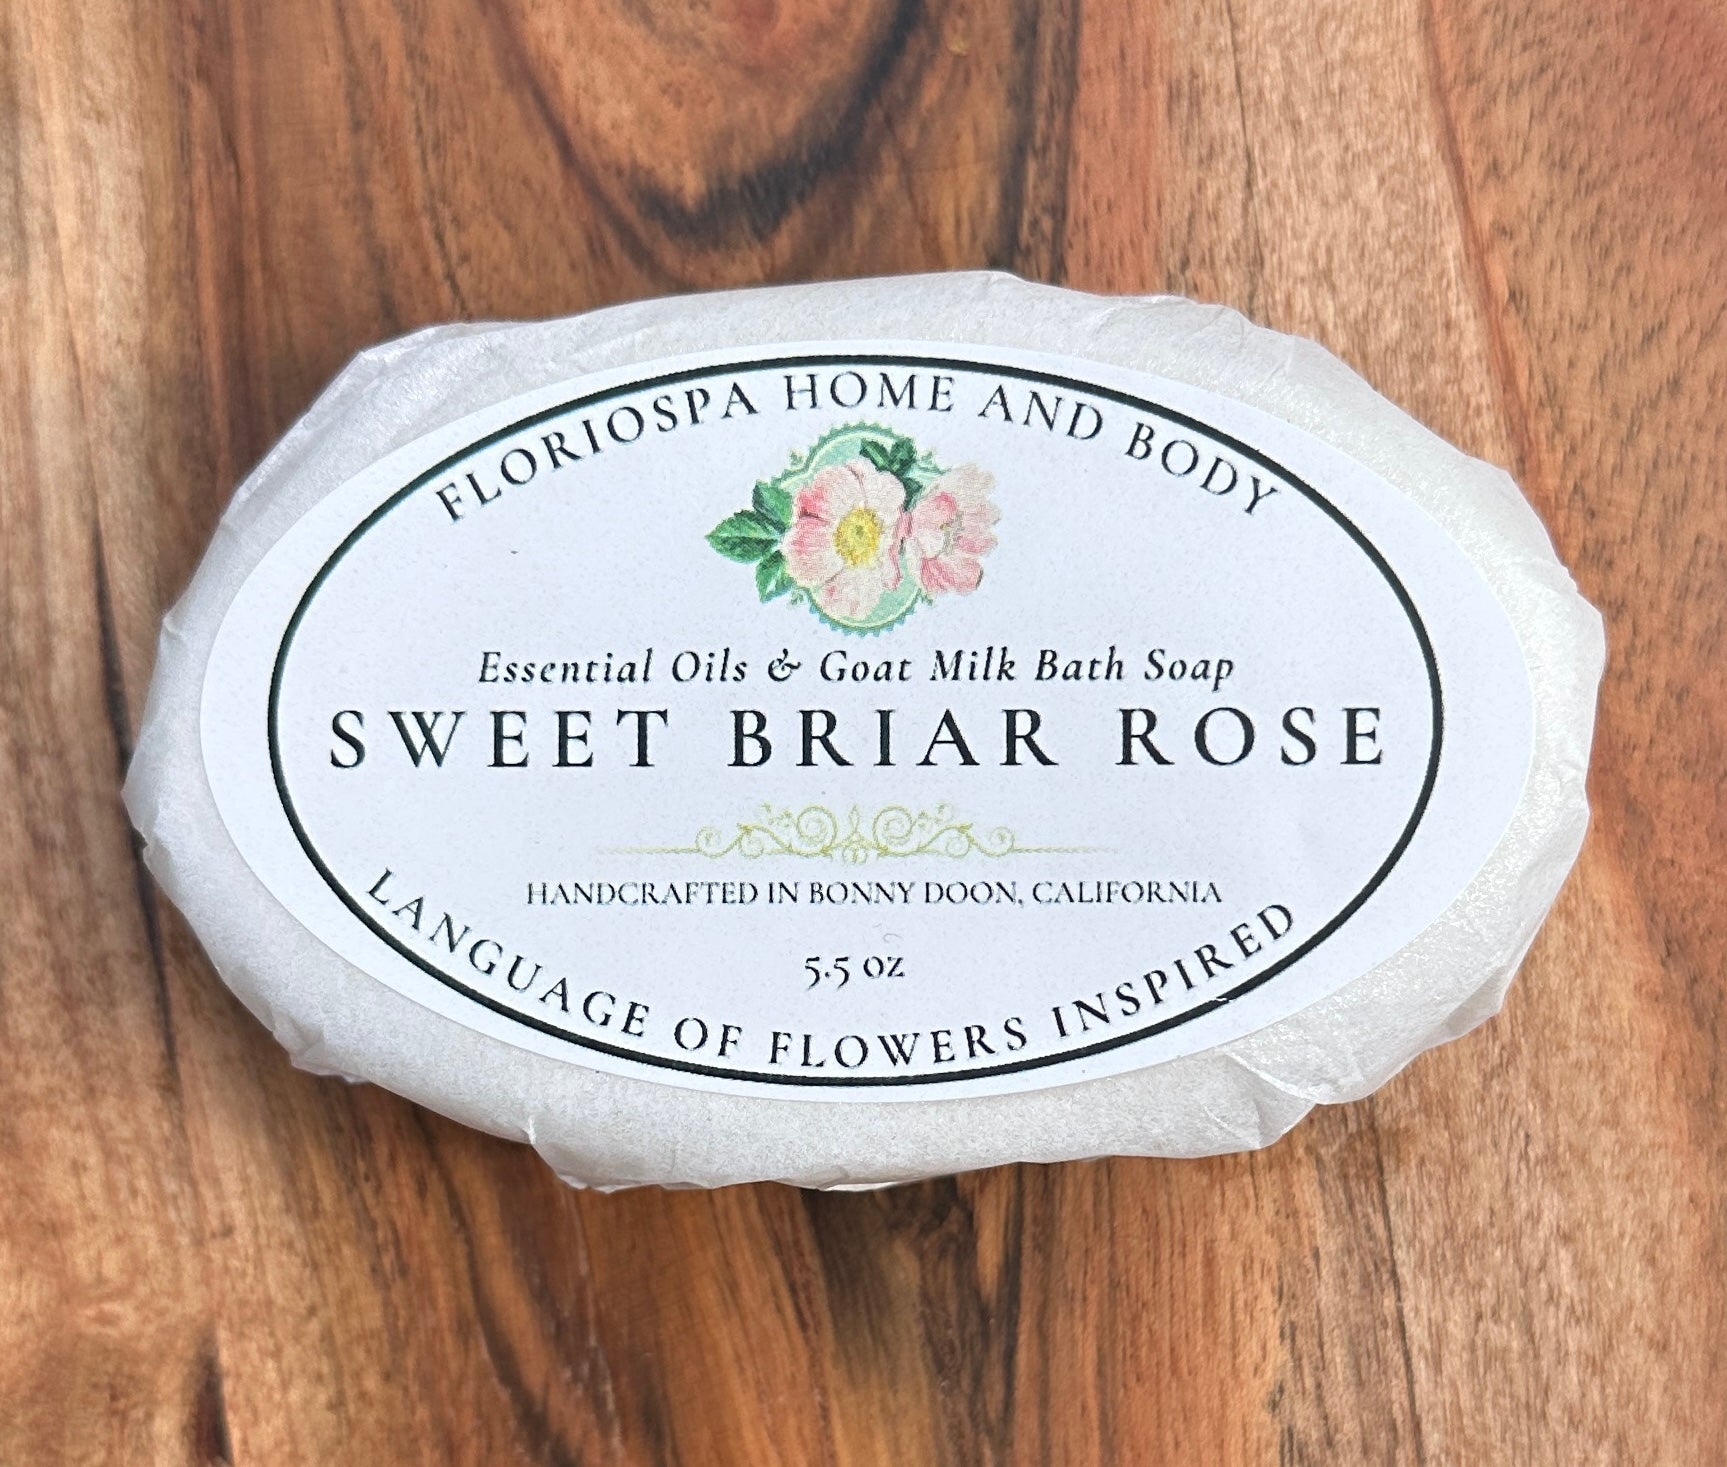 FLORIOSPA HOME AND BODY
Essential Oils & Goat Milk Bath Soap
SWEET BRIAR ROSE
HANDCRAFTED IN BONNY DOON, CALIFORNIA
5.5 oz
LANGUAGE OF FLOWERS INSPIRED